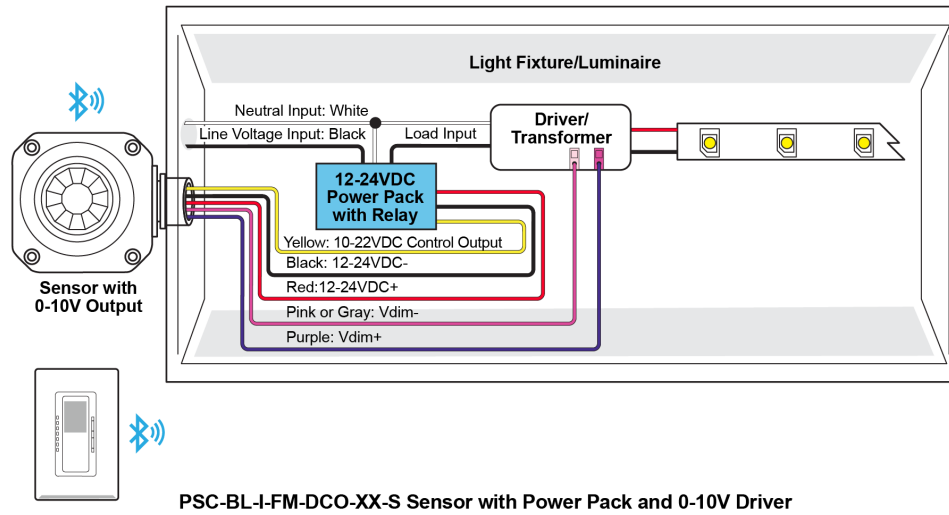 Light Fixture/Luminaire
Neutral Input: White
Line Voltage Input: Black
Load Input
Driver/
Transformer
12-24VDC
Power Pack
with Relay
Yellow: 10-22VDC Control Output
Black: 12-24VDC-
Red:12-24VDC+
Pink or Gray: Vdim-
Purple: Vdim+
Sensor with
0-10V Output
PSC-BL-I-FM-DCO-XX-S Sensor with Power Pack and 0-10V Driver